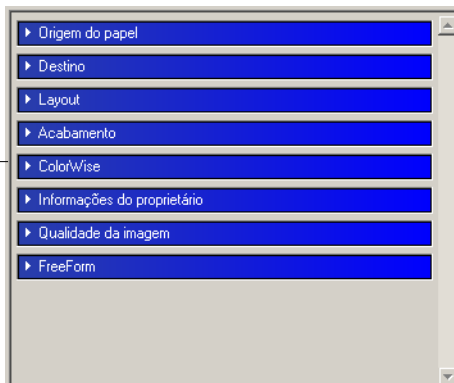 Origem do papel
Destino
Layout
Acabamento
ColorWise
Informações do proprietário
Qualidade da imagem
FreeForm